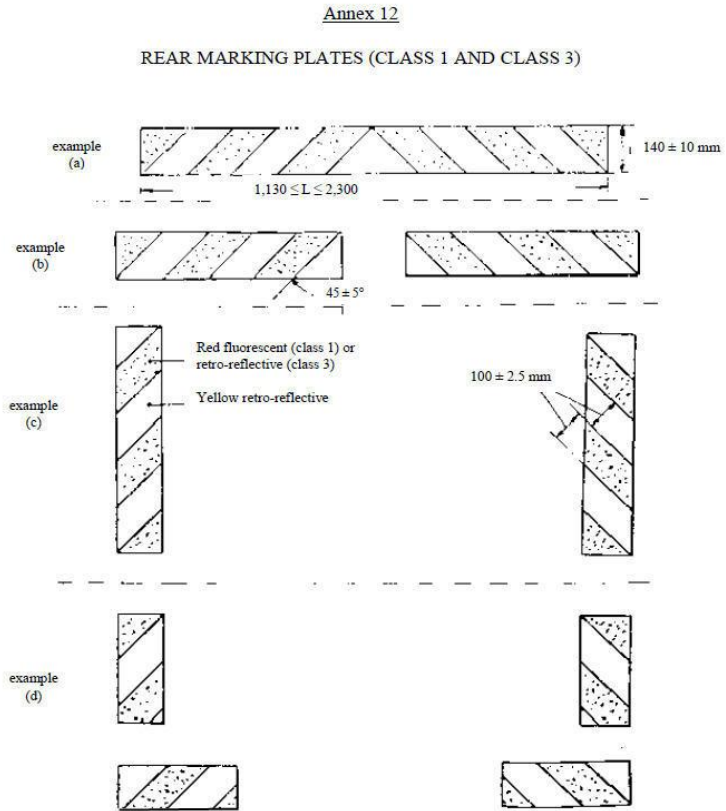 Annex 12
REAR MARKING PLATES (CLASS 1 AND CLASS 3)
example
(a)
140 ± 10 mm
1,130 ≤ L ≤ 2,300
example
(b)
45 ± 5°
Red fluorescent (class 1) or
retro-reflective (class 3)
Yellow retro-reflective
example
(c)
100 ± 2.5 mm
example
(d)